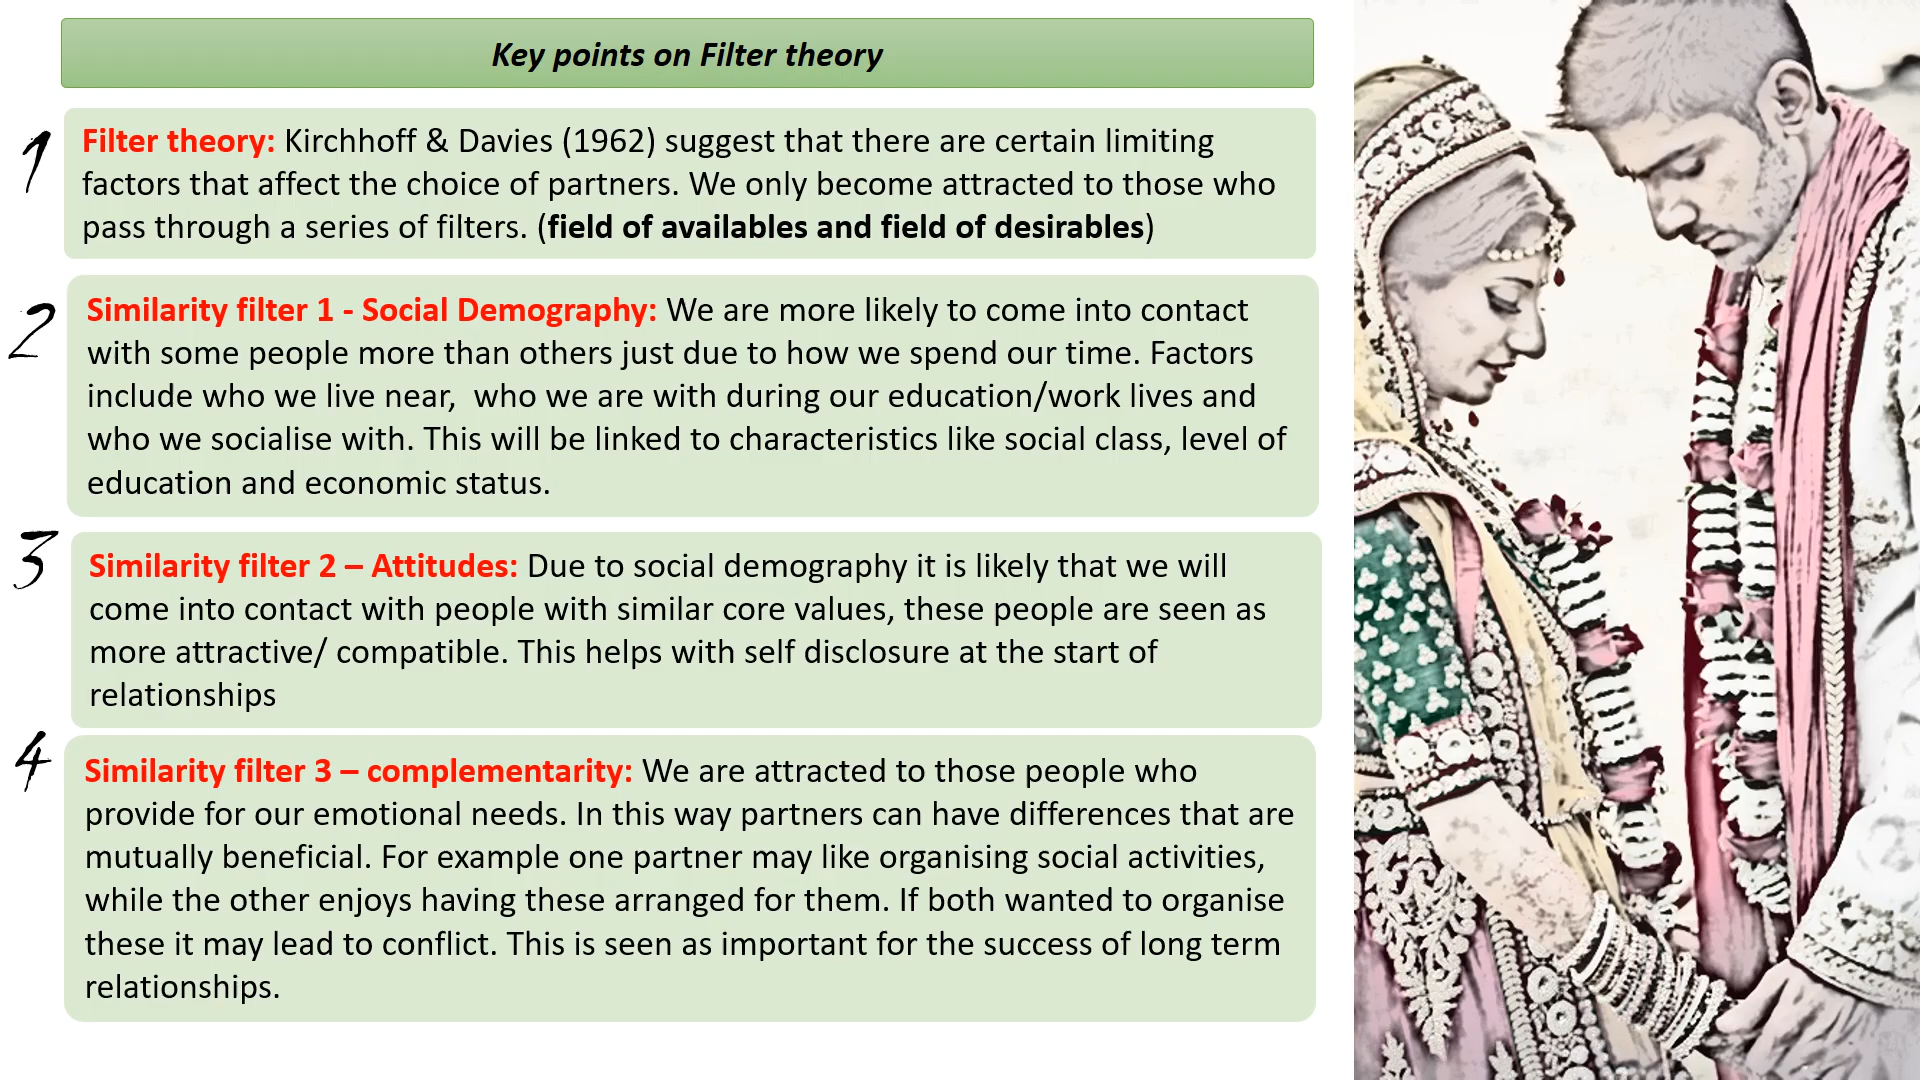 Key points on Filter theory
1
Filter theory: Kirchhoff & Davies (1962) suggest that there are certain limiting
factors that affect the choice of partners. We only become attracted to those who
pass through a series of filters. (field of availables and field of desirables)
2
Similarity filter 1 - Social Demography: We are more likely to come into contact
with some people more than others just due to how we spend our time. Factors
include who we live near,  who we are with during our education/work lives and
who we socialise with. This will be linked to characteristics like social class, level of
education and economic status.
3
Similarity filter 2 – Attitudes: Due to social demography it is likely that we will
come into contact with people with similar core values, these people are seen as
more attractive/ compatible. This helps with self disclosure at the start of
relationships
4
Similarity filter 3 – complementarity: We are attracted to those people who
provide for our emotional needs. In this way partners can have differences that are
mutually beneficial. For example one partner may like organising social activities,
while the other enjoys having these arranged for them. If both wanted to organise
these it may lead to conflict. This is seen as important for the success of long term
relationships.